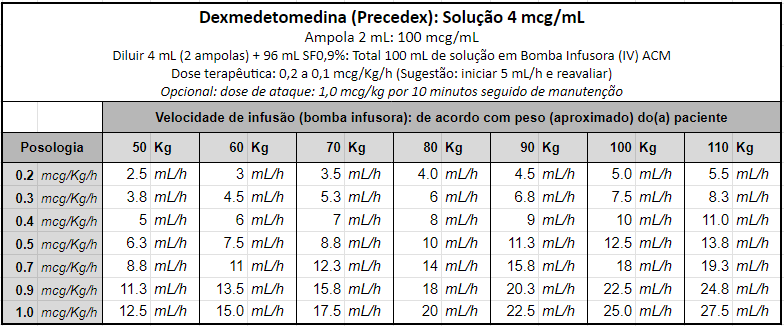 Dexmedetomedina (Precedex): Solução 4 mcg/mL
Ampola 2 mL: 100 mcg/mL
Diluir 4 mL (2 ampolas) + 96 mL SF0,9%: Total 100 mL de solução em Bomba Infusora (IV) ACM
Dose terapêutica: 0,2 a 0,1 mcg/Kg/h (Sugestão: iniciar 5 mL/h e reavaliar)
Opcional: dose de ataque: 1,0 mcg/kg por 10 minutos seguido de manutenção
Velocidade de infusão (bomba infusora): de acordo com peso (aproximado) do(a) paciente
Posologia 50 Kg 60 Kg 70 Kg 80 Kg 90 Kg 100 Kg 110 Kg
0.2 mcg/Kg/h 2.5 mL/h 3 mL/h 3.5 mL/h 4.0 mL/h 4.5 mL/h 5.0 mL/h 5.5 mL/h
0.3 mcg/Kg/h 3.8 mL/h 4.5 mL/h 5.3 mL/h 6 mL/h 6.8 mL/h 7.5 mL/h 8.3 mL/h
0.4 mcg/Kg/h 5 mL/h 6 mL/h 7 mL/h 8 mL/h 9 mL/h 10 mL/h 11.0 mL/h
0.5 mcg/Kg/h 6.3 mL/h 7.5 mL/h 8.8 mL/h 10 mL/h 11.3 mL/h 12.5 mL/h 13.8 mL/h
0.7 mcg/Kg/h 8.8 mL/h 11 mL/h 12.3 mL/h 14 mL/h 15.8 mL/h 18 mL/h 19.3 mL/h
0.9 mcg/Kg/h 11.3 mL/h 13.5 mL/h 15.8 mL/h 18 mL/h 20.3 mL/h 22.5 mL/h 24.8 mL/h
1.0 mcg/Kg/h 12.5 mL/h 15.0 mL/h 17.5 mL/h 20 mL/h 22.5 mL/h 25.0 mL/h 27.5 mL/h